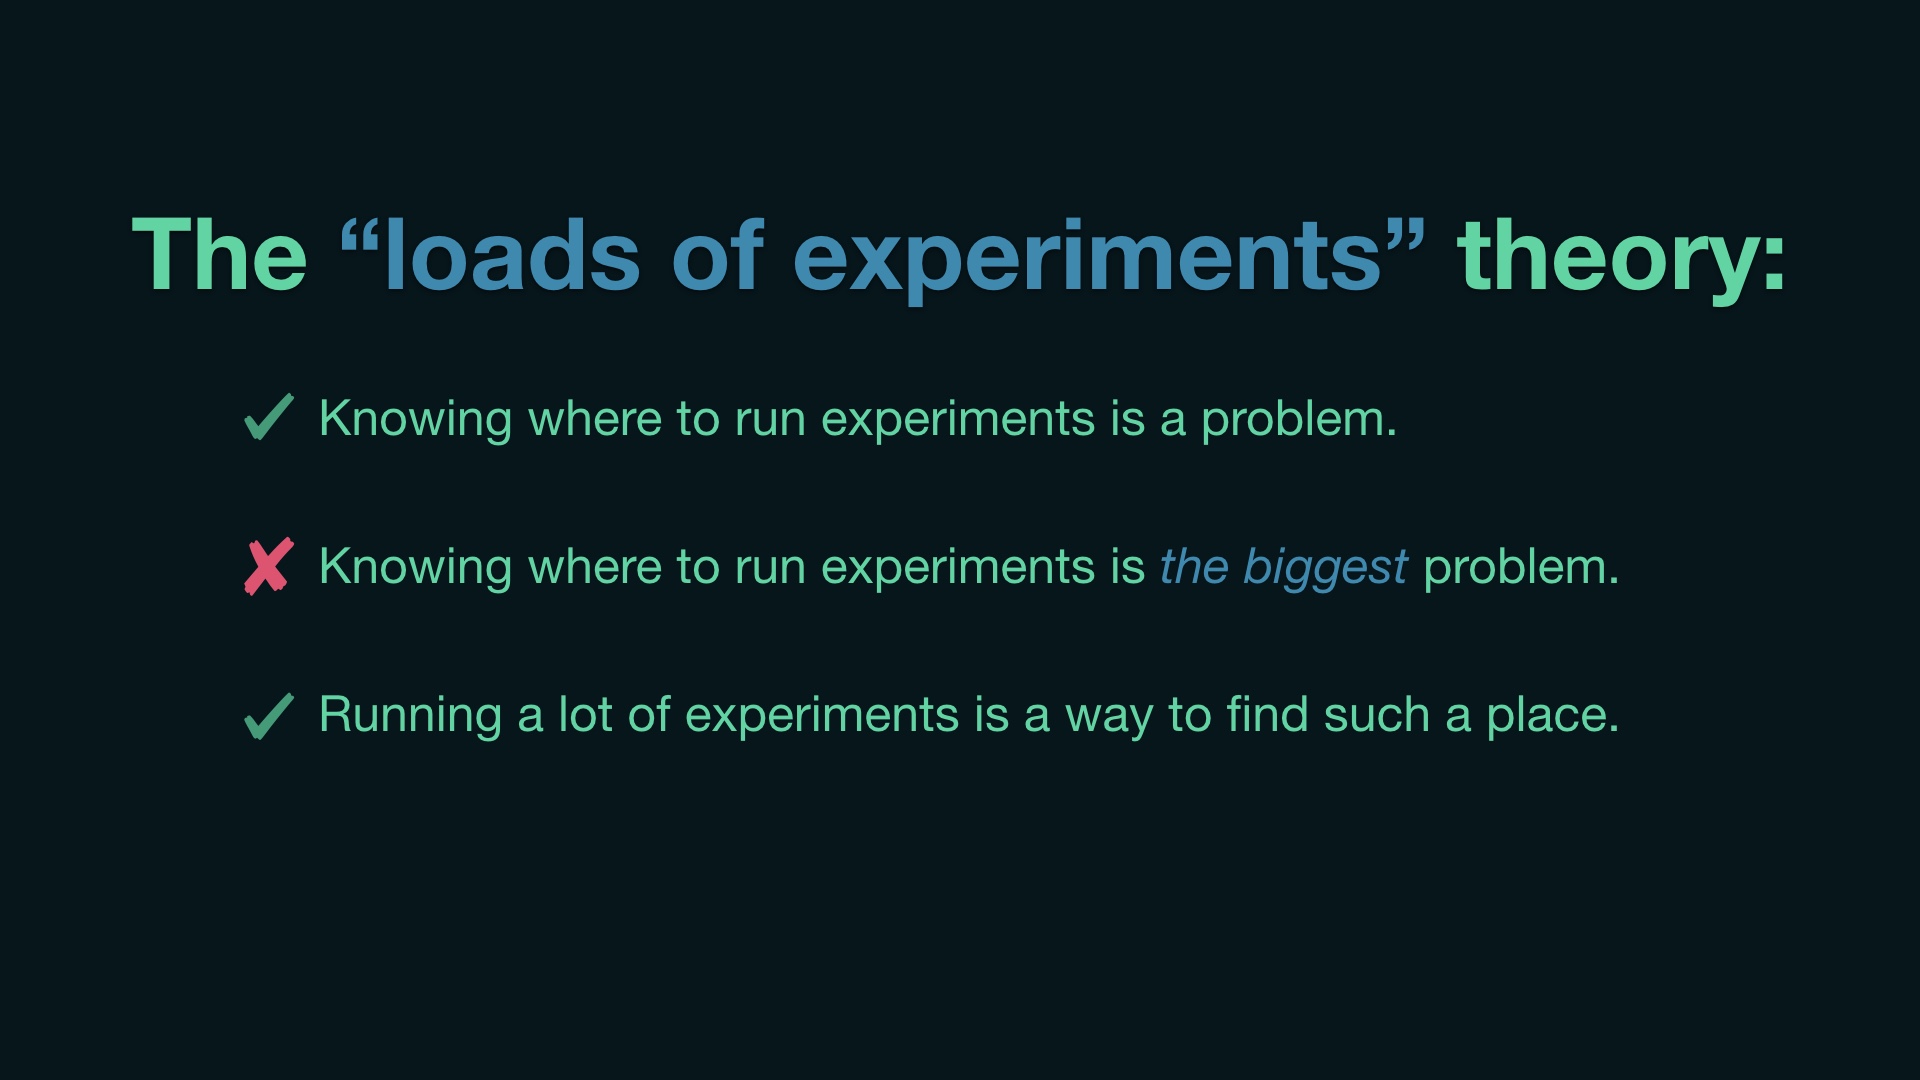 The “loads of experiments” theory:
✓ Knowing where to run experiments is a problem.
✘ Knowing where to run experiments is the biggest problem.
✓ Running a lot of experiments is a way to find such a place.